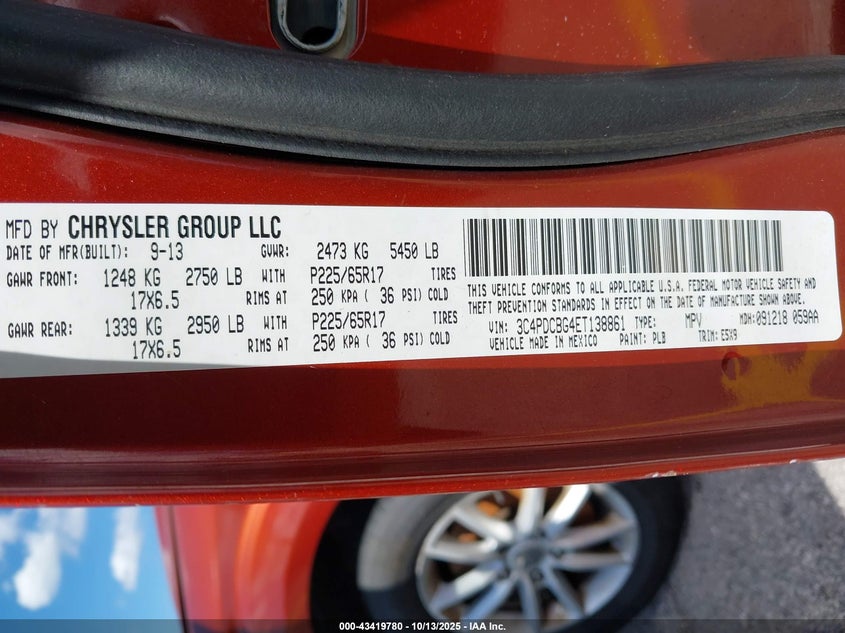 MFD BY CHRYSLER GROUP LLC
DATE OF MFR(BUILT): 9-13 GVWR: 2473 KG 5450 LB
GAWR FRONT: 1248 KG 2750 LB WITH P225/65R17 TIRES
17X6.5 RIMS AT 250 KPA ( 36 PSI) COLD
GAWR REAR: 1339 KG 2950 LB WITH P225/65R17 TIRES
17X6.5 RIMS AT 250 KPA ( 36 PSI) COLD
THIS VEHICLE CONFORMS TO ALL APPLICABLE U.S.A. FEDERAL MOTOR VEHICLE SAFETY AND
THEFT PREVENTION STANDARDS IN EFFECT ON THE DATE OF MANUFACTURE SHOWN ABOVE.
VIN: 3C4PDCBG4ET138861 TYPE: MPV MDH:091218 059AA
VEHICLE MADE IN MEXICO PAINT: PLB TRIM: E5X9
000-43419780 - 10/13/2025 - IAA Inc.